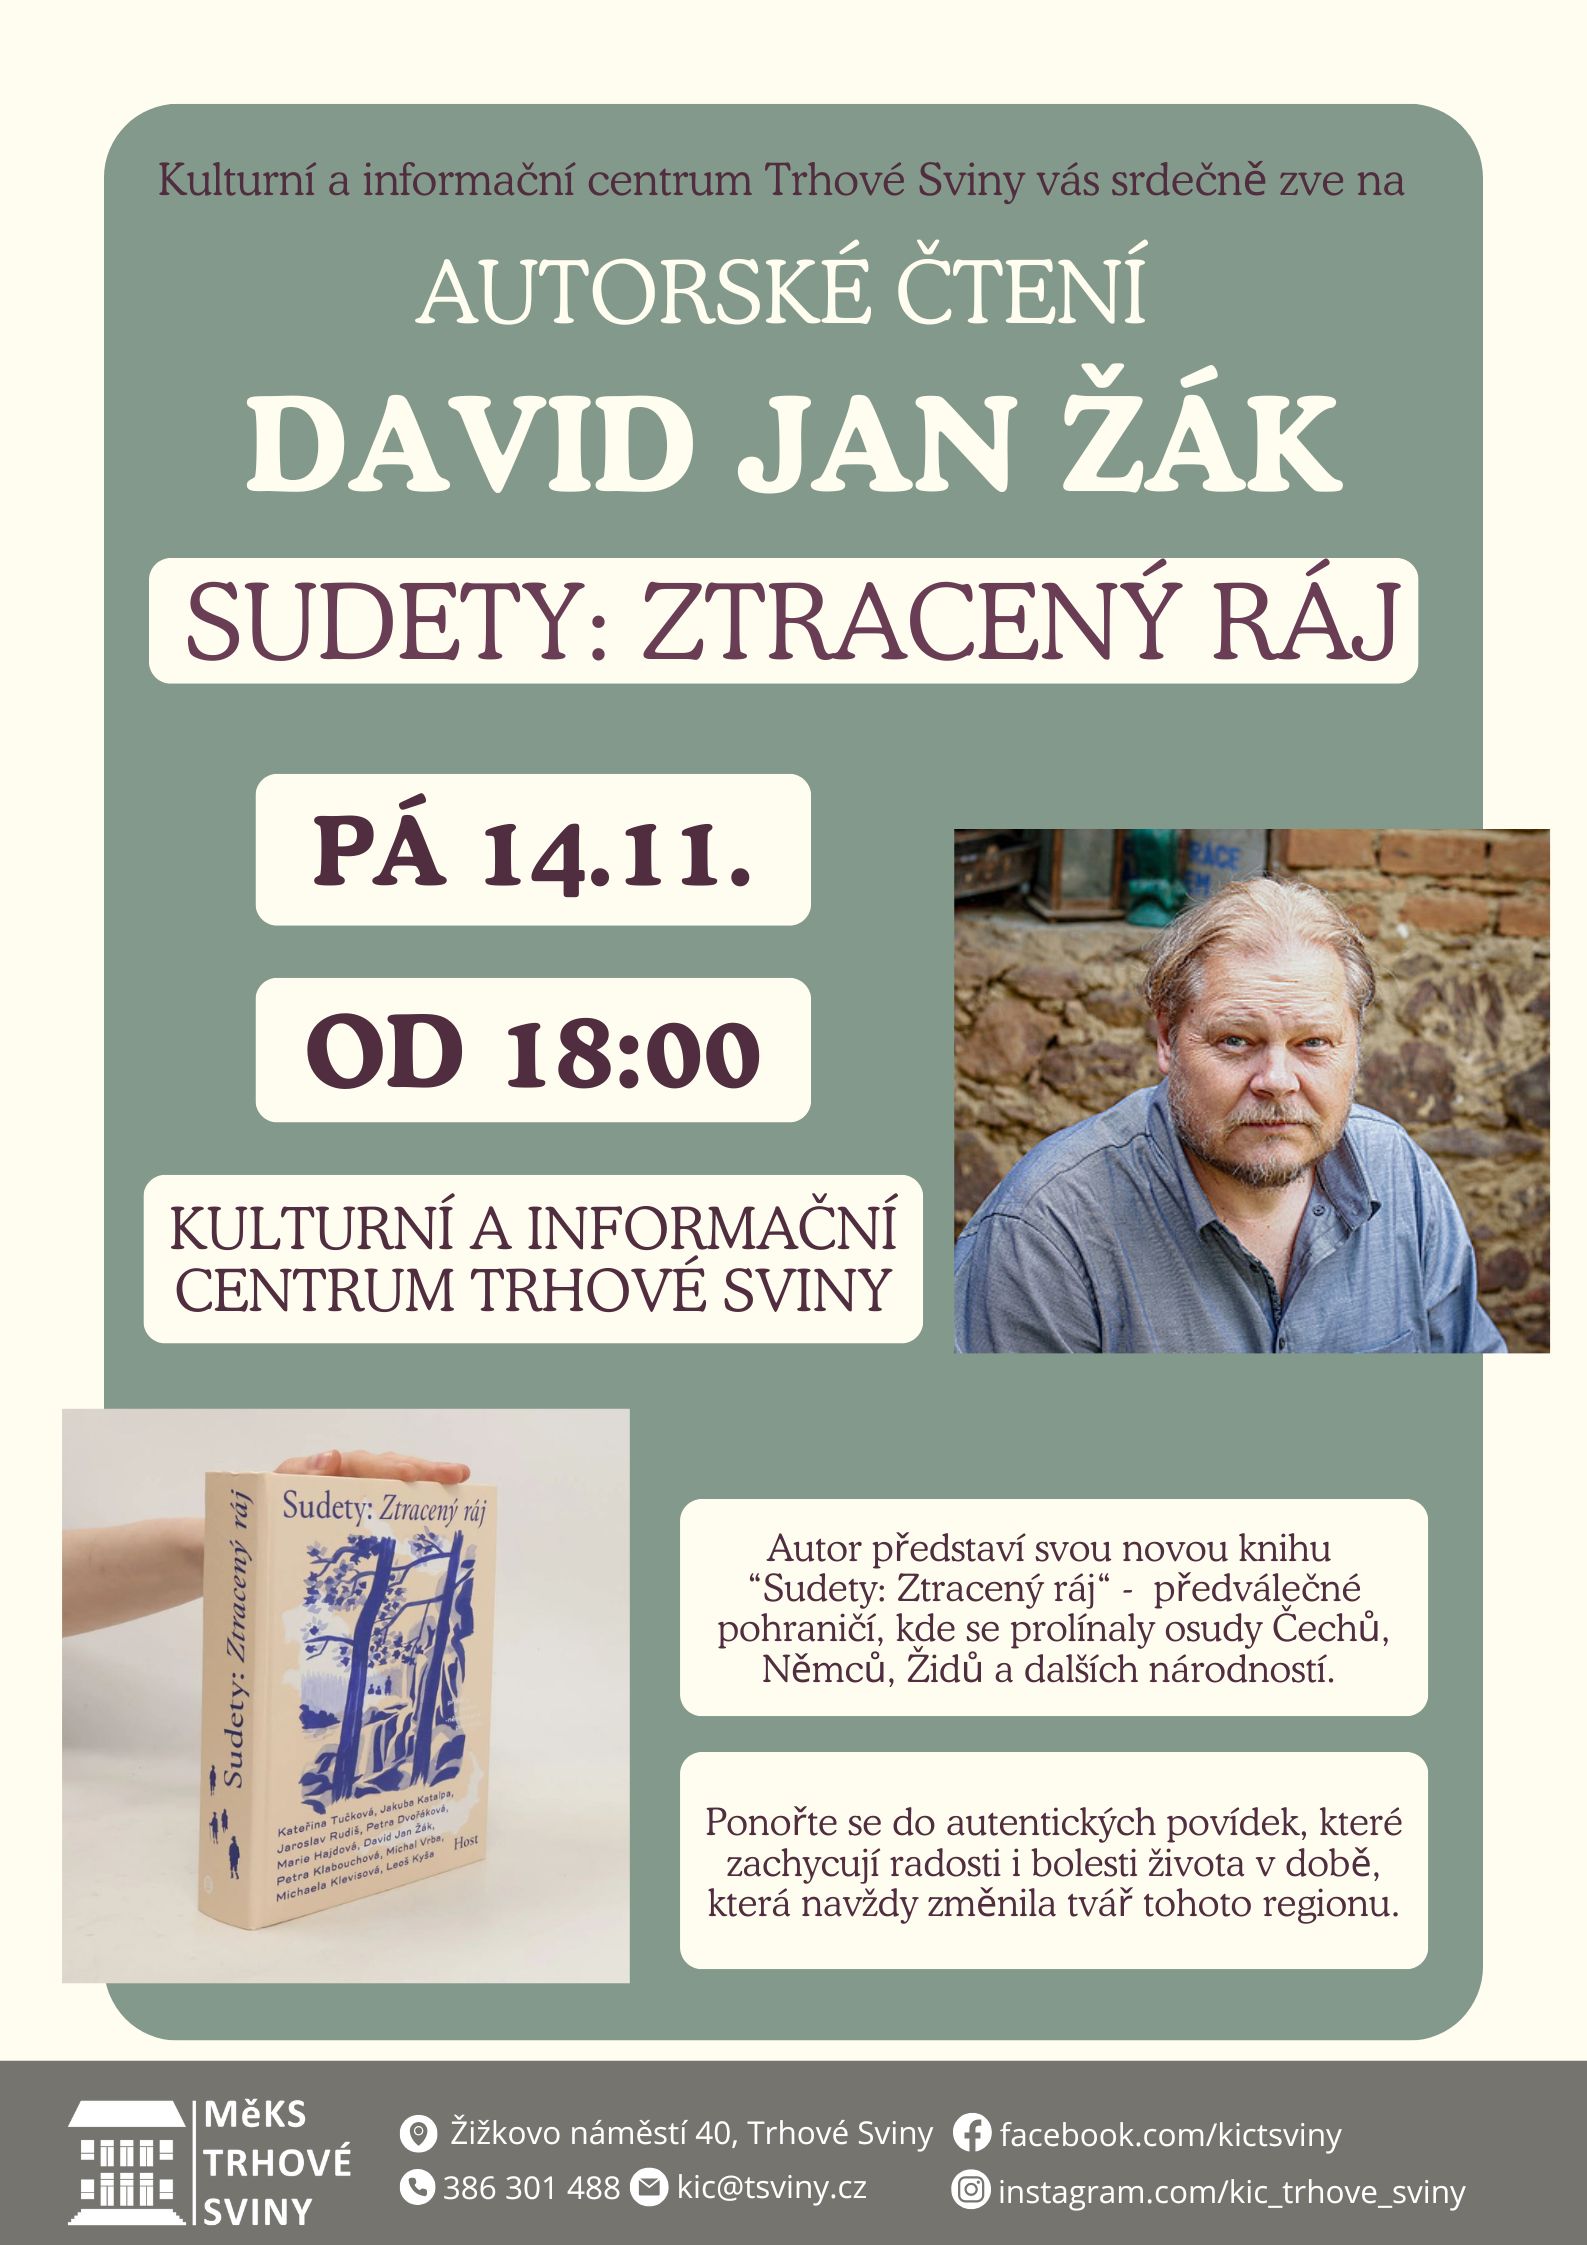 Kulturní a informační centrum Trhové Sviny vás srdečně zve na
AUTORSKÉ ČTENÍ
DAVID JAN ŽÁK
SUDETY: ZTRACENÝ RÁJ
PÁ 14.11.
OD 18:00
KULTURNÍ A INFORMAČNÍ
CENTRUM TRHOVÉ SVINY
Sudety: Ztracený ráj
Sudety: Ztracený ráj
Kateřina Tučková, Jakuba Katalpa,
Jaroslav Rudiš, Petra Dvořáková,
Marie Hajdová, David Jan Žák,
Petra Klabouchová, Michal Vrba,
Michaela Klevisová, Leoš Kyša
Host
Autor představí svou novou knihu
“Sudety: Ztracený ráj“ - předválečné
pohraničí, kde se prolínaly osudy Čechů,
Němců, Židů a dalších národností.
Ponořte se do autentických povídek, které
zachycují radosti i bolesti života v době,
která navždy změnila tvář tohoto regionu.
MěKS
TRHOVÉ
SVINY
Žižkovo náměstí 40, Trhové Sviny
386 301 488 kic@tsviny.cz
facebook.com/kictsviny
instagram.com/kic_trhove_sviny